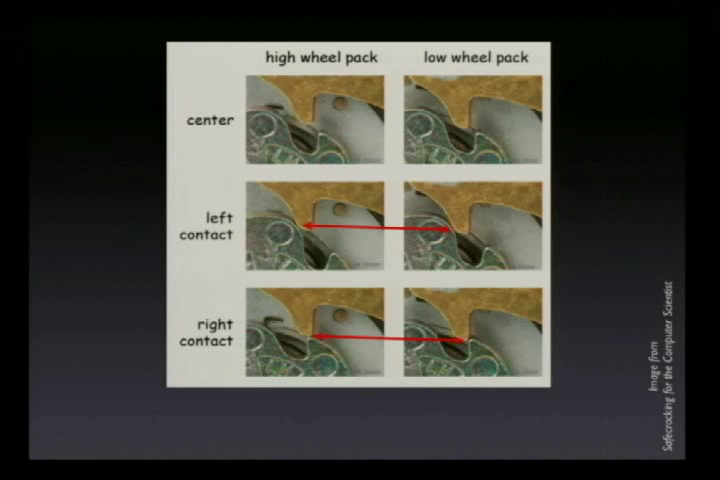 high wheel pack low wheel pack
center
left
contact
right
contact
Image from
Safecracking for the Computer Scientist